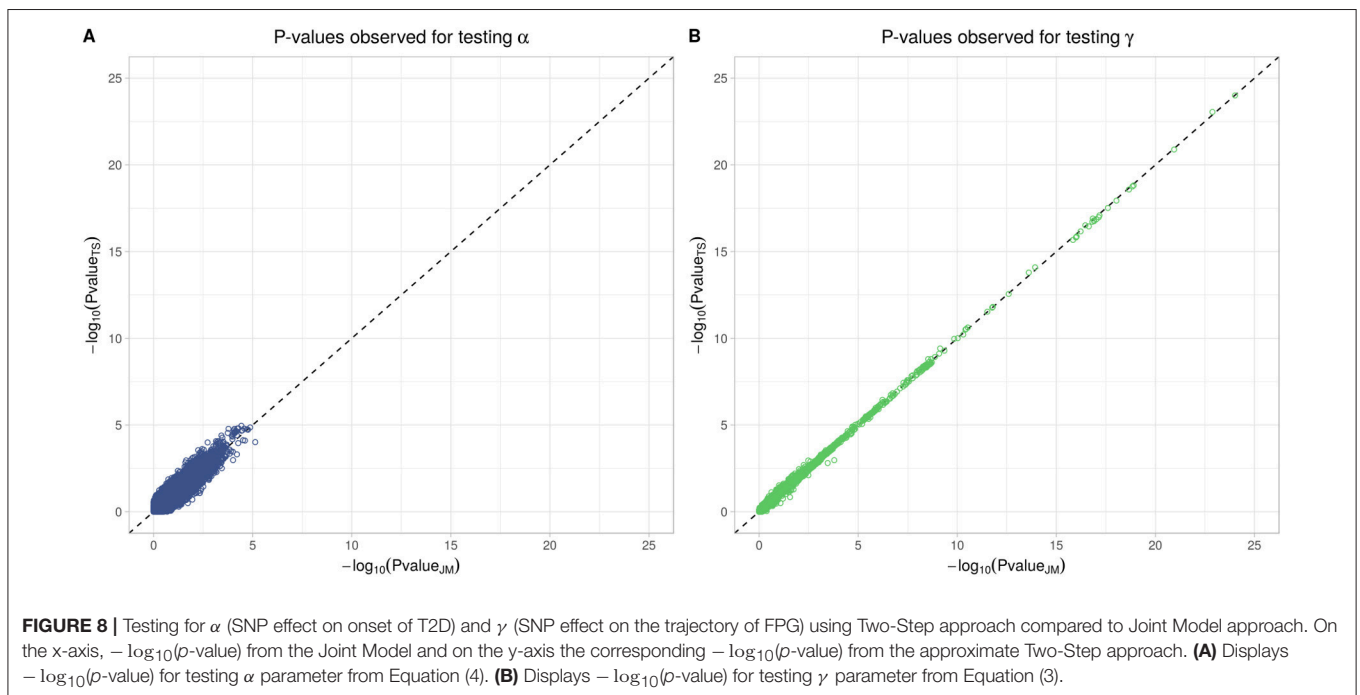 A
P-values observed for testing α
25
20
15
10
5
0
−log10(PvalueTS)
0 5 10 15 20 25
−log10(PvalueJM)
B
P-values observed for testing γ
25
20
15
10
5
0
−log10(PvalueTS)
0 5 10 15 20 25
−log10(PvalueJM)
FIGURE 8 | Testing for α (SNP effect on onset of T2D) and γ (SNP effect on the trajectory of FPG) using Two-Step approach compared to Joint Model approach. On
the x-axis, −log10(p-value) from the Joint Model and on the y-axis the corresponding −log10(p-value) from the approximate Two-Step approach. (A) Displays
−log10(p-value) for testing α parameter from Equation (4). (B) Displays −log10(p-value) for testing γ parameter from Equation (3).